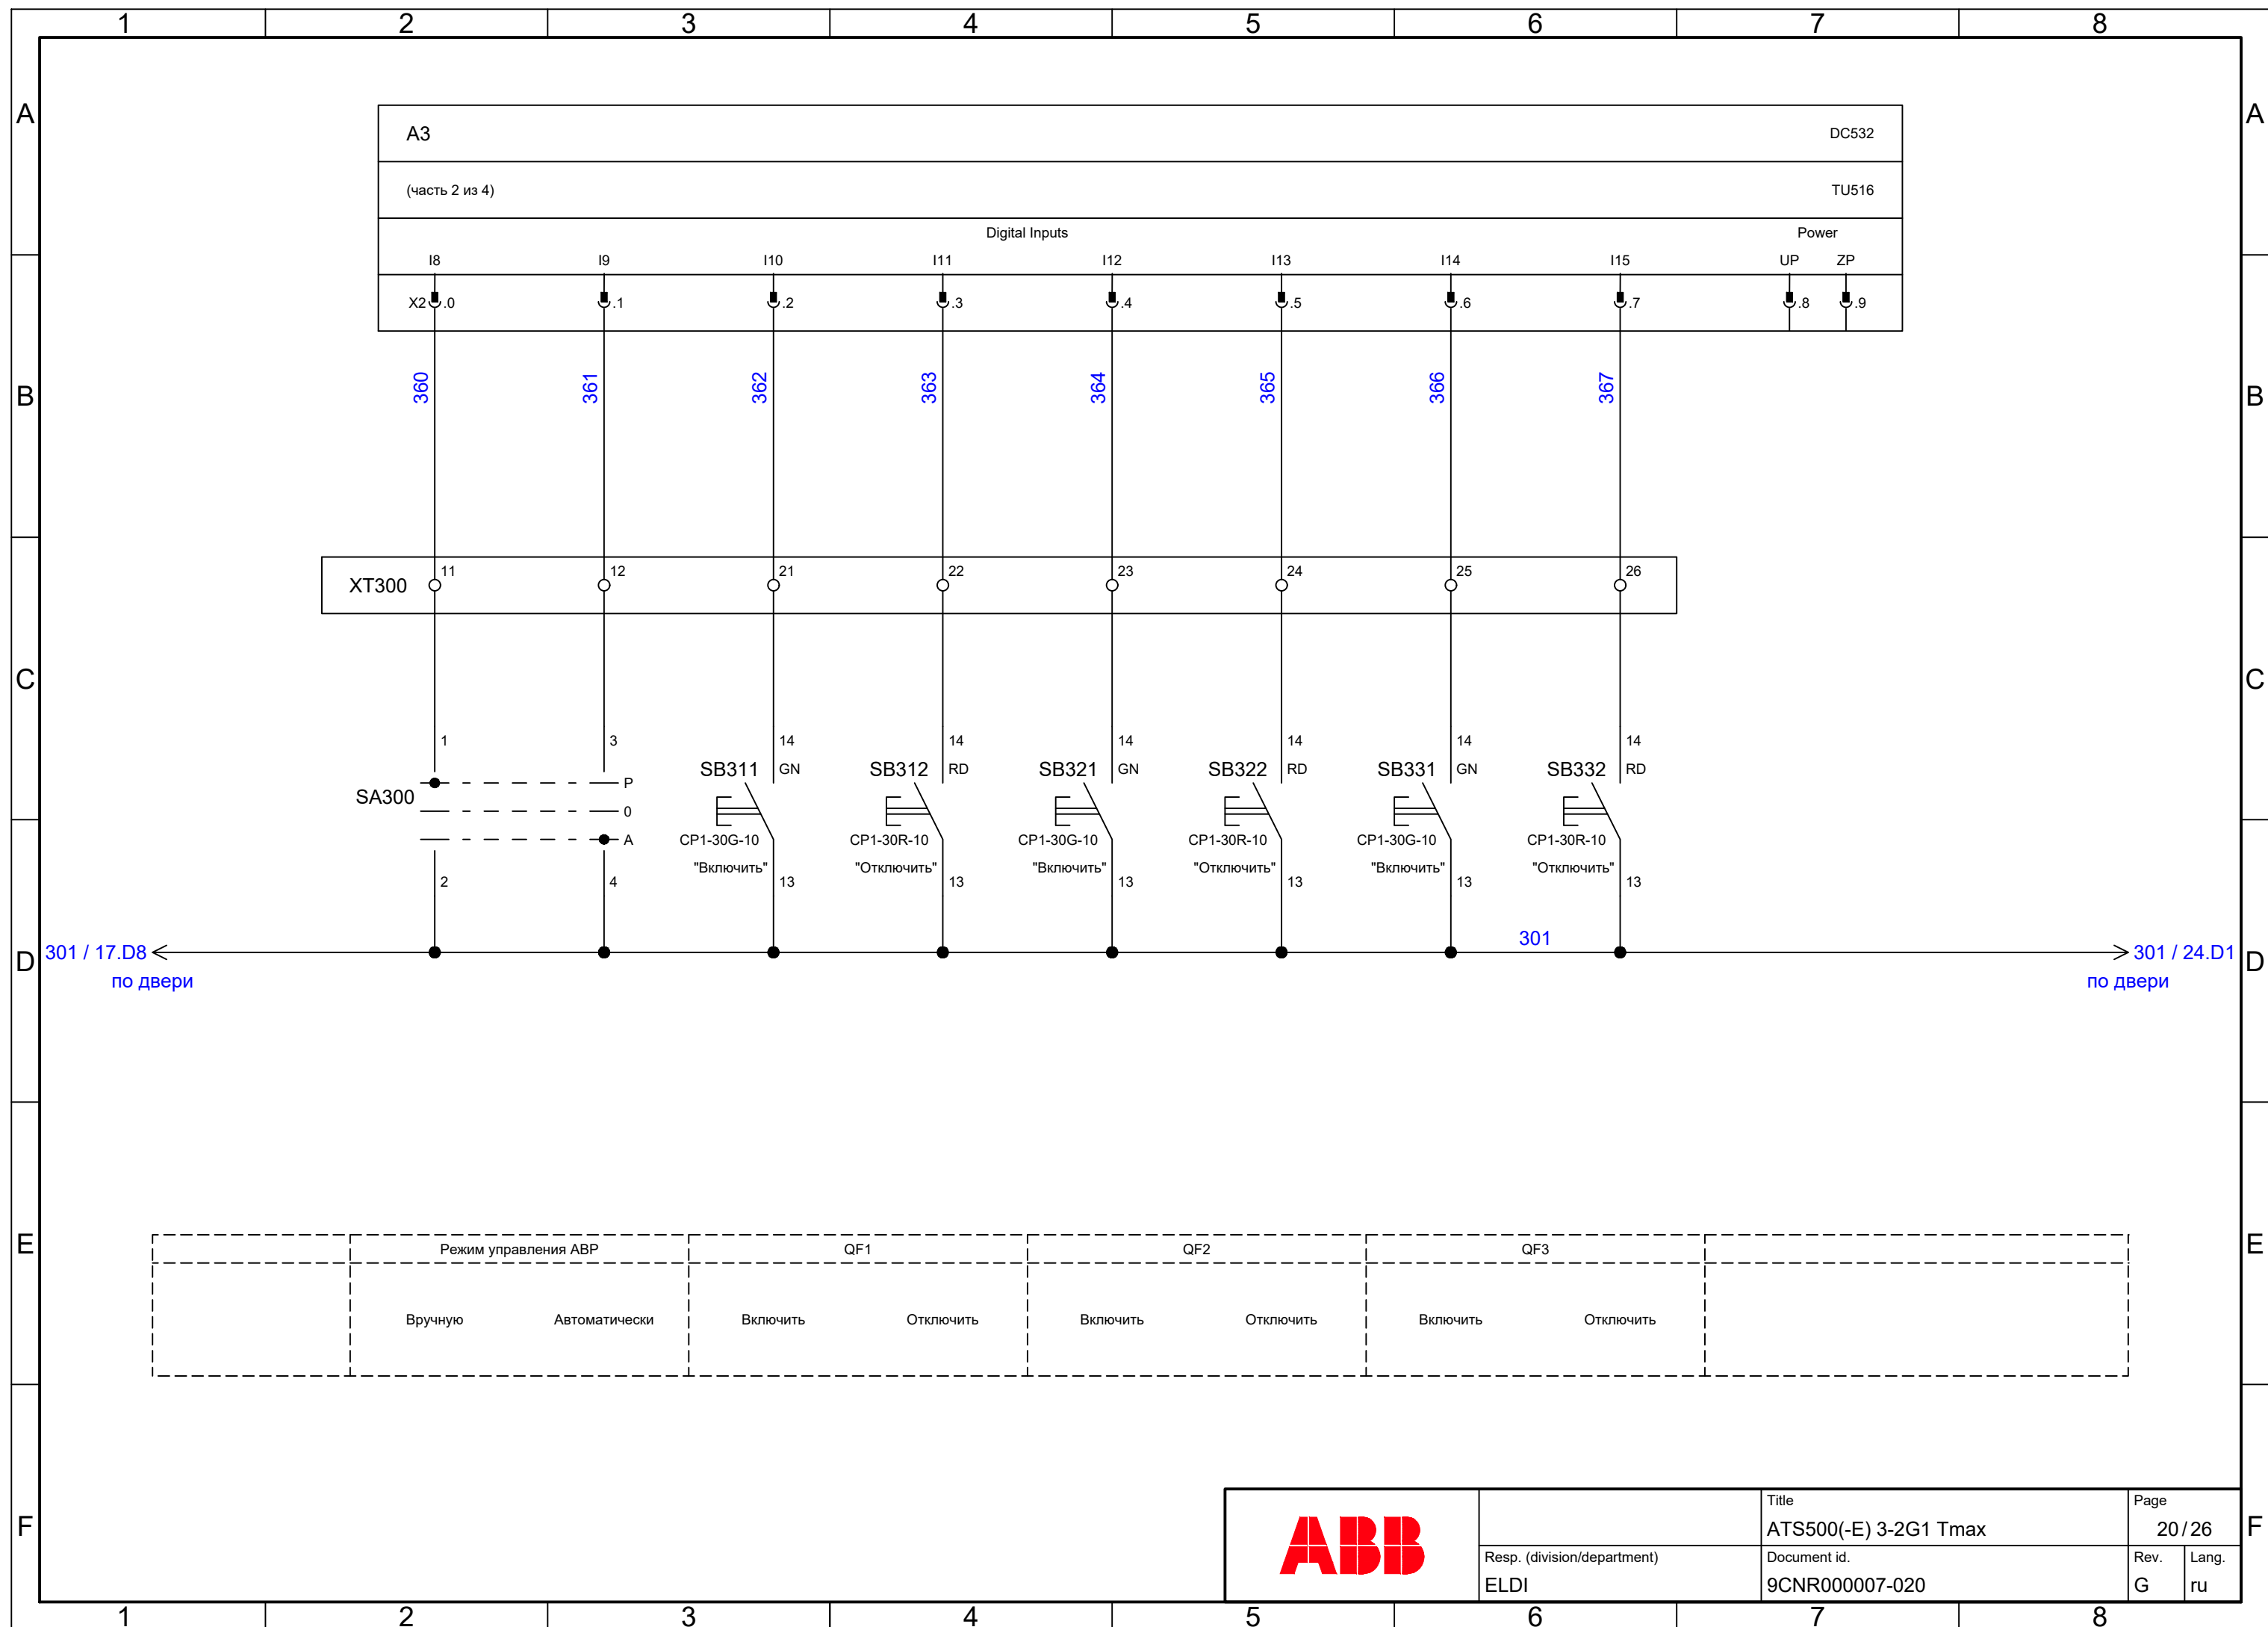 1 2 3 4 5 6 7 8
A A
A3 DC532
(часть 2 из 4) TU516
Digital Inputs Power
I8 I9 I10 I11 I12 I13 I14 I15 UP ZP
X2 .0 .1 .2 .3 .4 .5 .6 .7 .8 .9
B B
360 361 362 363 364 365 366 367
XT300 11 12 21 22 23 24 25 26
C C
1 3 14 14 14 14 14 14
SB311 GN SB312 RD SB321 GN SB322 RD SB331 GN SB332 RD
P
SA300
0
A CP1-30G-10 CP1-30R-10 CP1-30G-10 CP1-30R-10 CP1-30G-10 CP1-30R-10
"Включить" "Отключить" "Включить" "Отключить" "Включить" "Отключить"
2 4 13 13 13 13 13 13
301
301 / 17.D8 301 / 24.D1
D D
по двери по двери
E E
Режим управления АВР QF1 QF2 QF3
Вручную Автоматически Включить Отключить Включить Отключить Включить Отключить
F F
ABB
Title Page
ATS500(-E) 3-2G1 Tmax 20/26
Resp. (division/department) Document id. Rev. Lang.
ELDI 9CNR000007-020 G ru
1 2 3 4 5 6 7 8